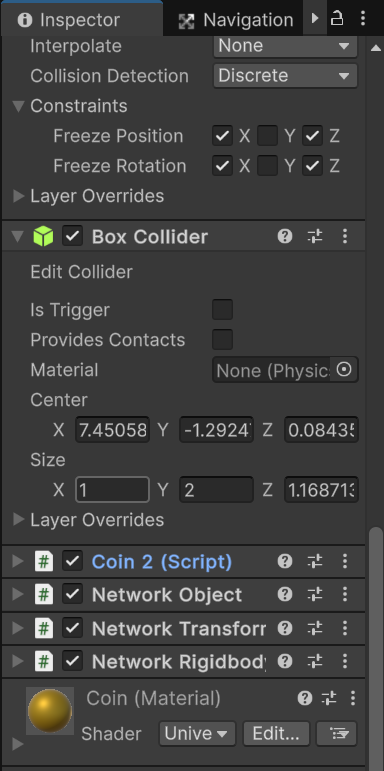 Inspector Navigation
Interpolate None
Collision Detection Discrete
Constraints
Freeze Position X Y Z
Freeze Rotation X Y Z
Layer Overrides
Box Collider
Edit Collider
Is Trigger
Provides Contacts
Material None (Physic
Center
X 7.45058 Y -1.2924 Z 0.0843
Size
X 1 Y 2 Z 1.168713
Layer Overrides
# Coin 2 (Script)
# Network Object
# Network Transforr
# Network Rigidbody
Coin (Material)
Shader Unive Edit...